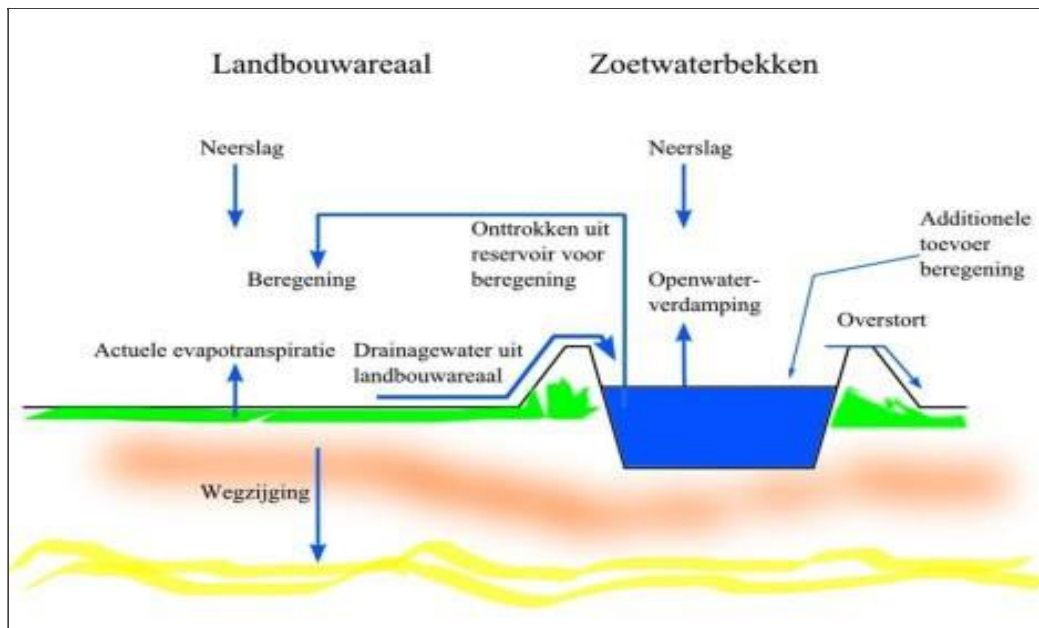 Landbouwareaal
Zoetwaterbekken
Neerslag
Neerslag
Onttrokken uit
reservoir voor
beregening
Additionele
toevoer
beregening
Beregening
Openwater-
verdamping
Overstort
Actuele evapotranspiratie
Drainagewater uit
landbouwareaal
Wegzijging